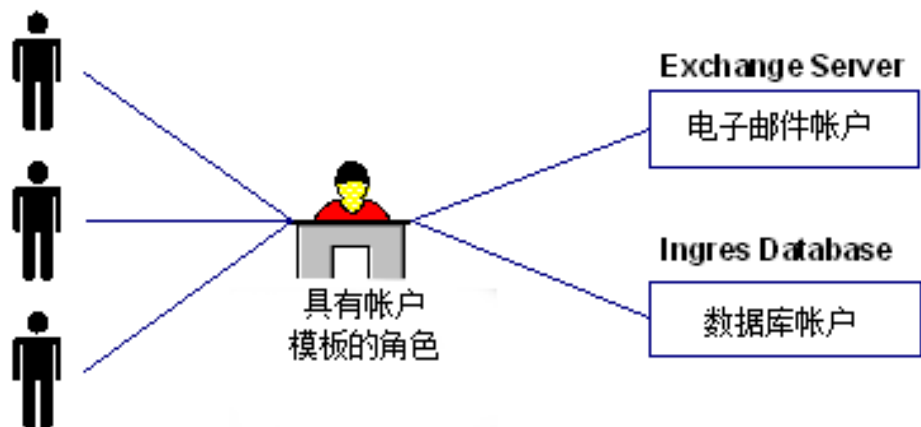 Exchange Server
电子邮件帐户
Ingres Database
数据库帐户
具有帐户
模板的角色